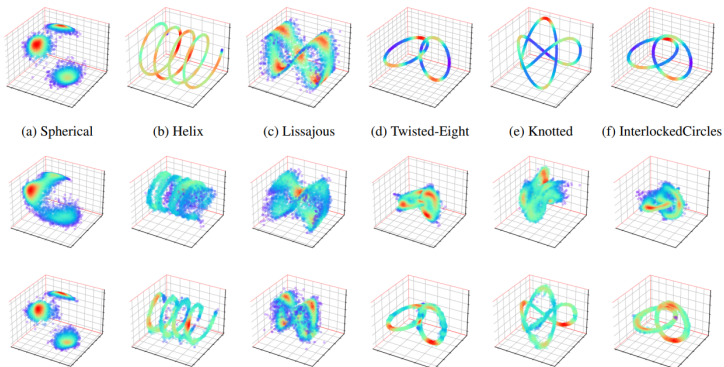 (a) Spherical (b) Helix (c) Lissajous (d) Twisted-Eight (e) Knotted (f) InterlockedCircles